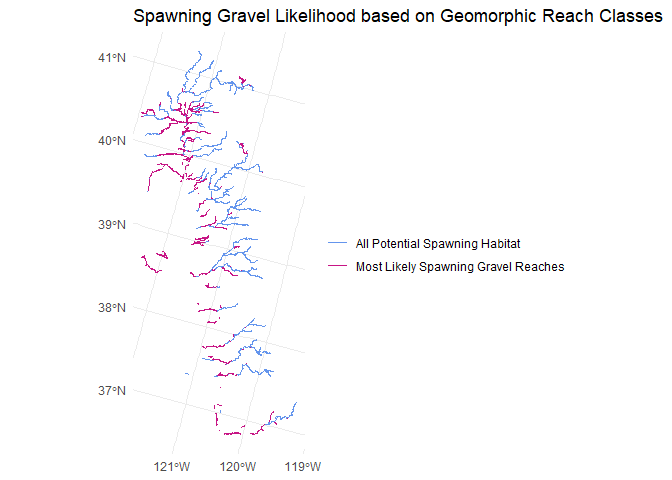 Spawning Gravel Likelihood based on Geomorphic Reach Classes
41°N
40°N
39°N
38°N
37°N
All Potential Spawning Habitat
Most Likely Spawning Gravel Reaches
121°W 120°W 119°W